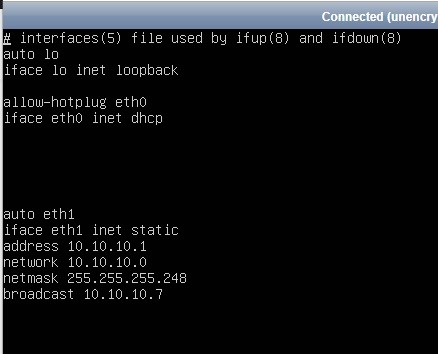 Connected (unency
# interfaces(5) file used by ifup(8) and ifdown(8)
auto lo
iface lo inet loopback
allow-hotplug eth0
iface eth0 inet dhcp
auto eth1
iface eth1 inet static
address 10.10.10.1
network 10.10.10.0
netmask 255.255.255.248
broadcast 10.10.10.7